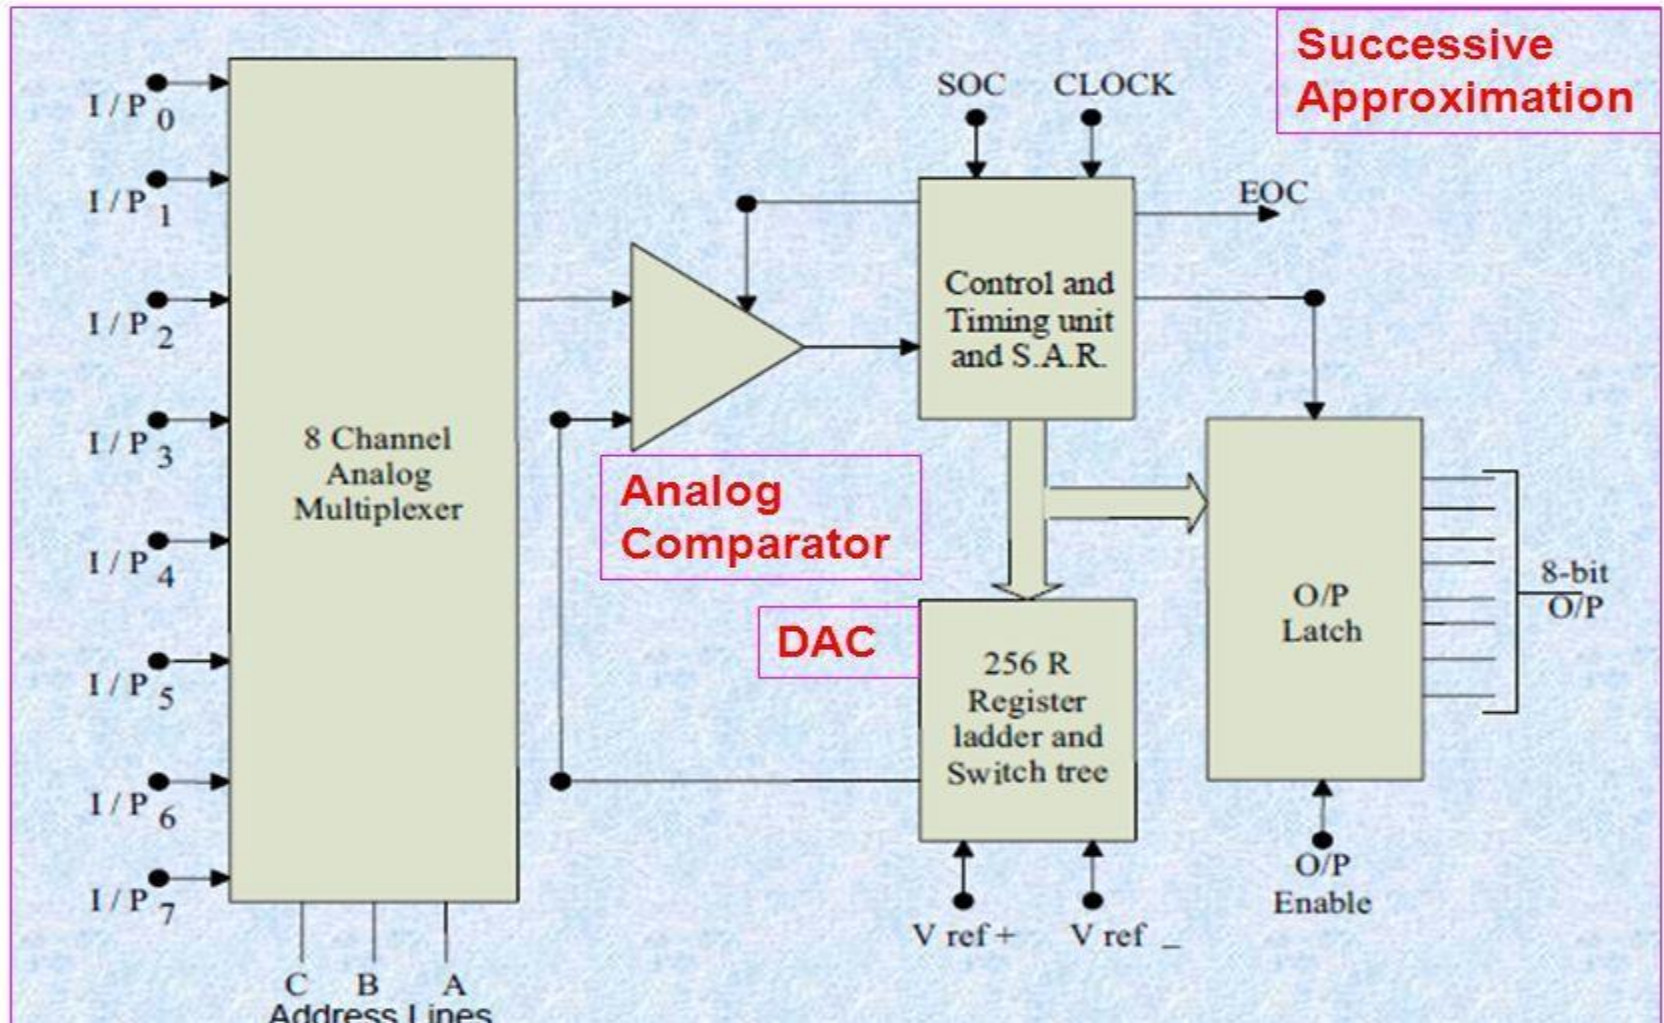 Successive
Approximation
SOC CLOCK
EOC
I / P 0
I / P 1
I / P 2
I / P 3
I / P 4
I / P 5
I / P 6
I / P 7
8 Channel
Analog
Multiplexer
C B A
Address Lines
Analog
Comparator
Control and
Timing unit
and S.A.R.
DAC
256 R
Register
ladder and
Switch tree
V ref + V ref _
O/P
Latch
8-bit
O/P
O/P
Enable